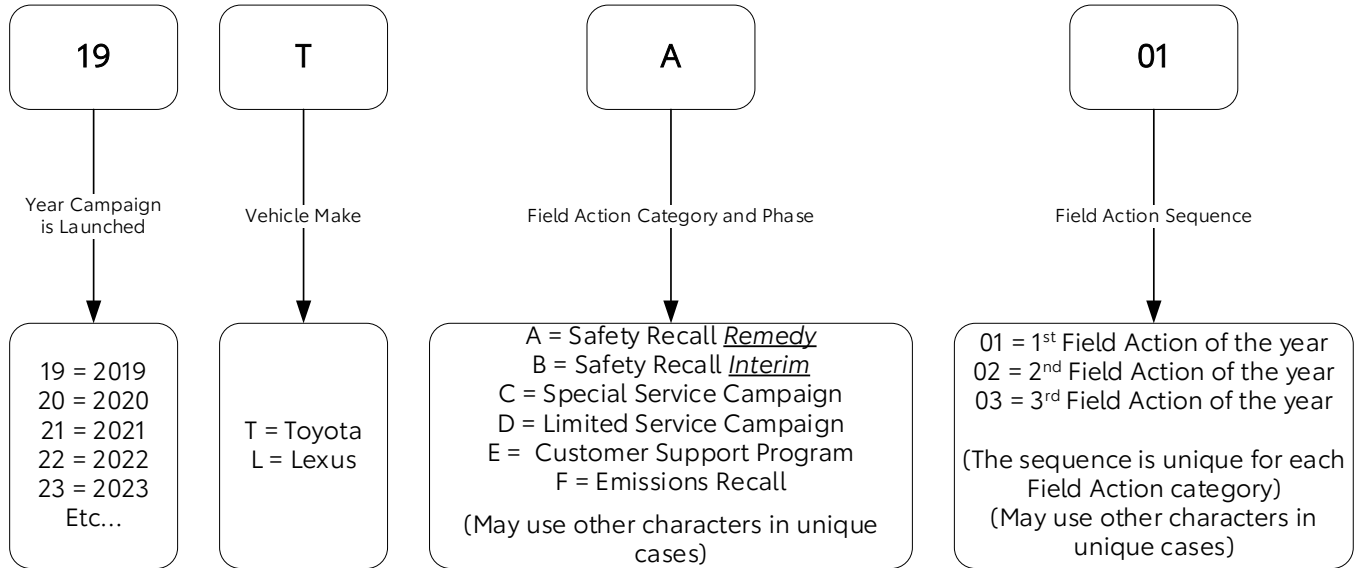 19
T
A
01
Year Campaign
is Launched
Vehicle Make
Field Action Category and Phase
Field Action Sequence
19 = 2019
20 = 2020
21 = 2021
22 = 2022
23 = 2023
Etc...
T = Toyota
L = Lexus
A = Safety Recall Remedy
B = Safety Recall Interim
C = Special Service Campaign
D = Limited Service Campaign
E =  Customer Support Program
F = Emissions Recall
(May use other characters in unique
cases)
01 = 1st Field Action of the year
02 = 2nd Field Action of the year
03 = 3rd Field Action of the year
(The sequence is unique for each
Field Action category)
(May use other characters in
unique cases)